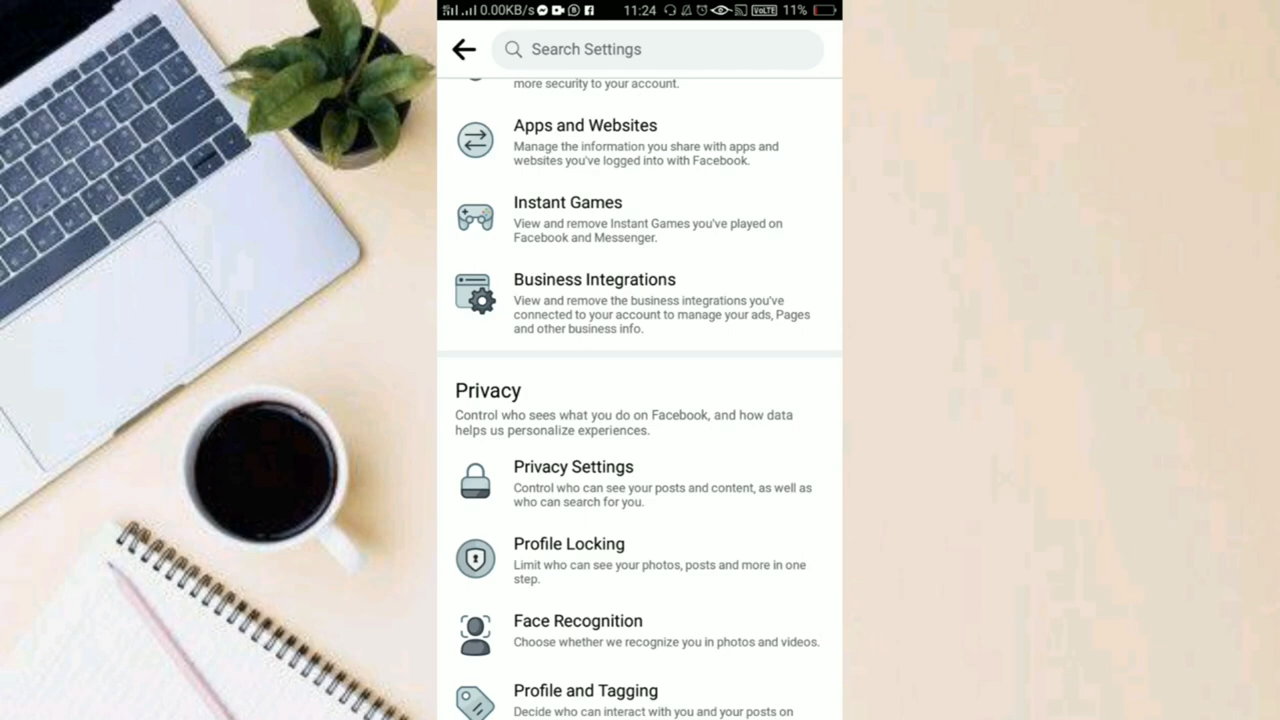 0.00KB/s 11:24 VoLTE 11%
Search Settings
more security to your account.
Apps and Websites
Manage the information you share with apps and
websites you've logged into with Facebook.
Instant Games
View and remove Instant Games you've played on
Facebook and Messenger.
Business Integrations
View and remove the business integrations you've
connected to your account to manage your ads, Pages
and other business info.
Privacy
Control who sees what you do on Facebook, and how data
helps us personalize experiences.
Privacy Settings
Control who can see your posts and content, as well as
who can search for you.
Profile Locking
Limit who can see your photos, posts and more in one
step.
Face Recognition
Choose whether we recognize you in photos and videos.
Profile and Tagging
Decide who can interact with you and your posts on